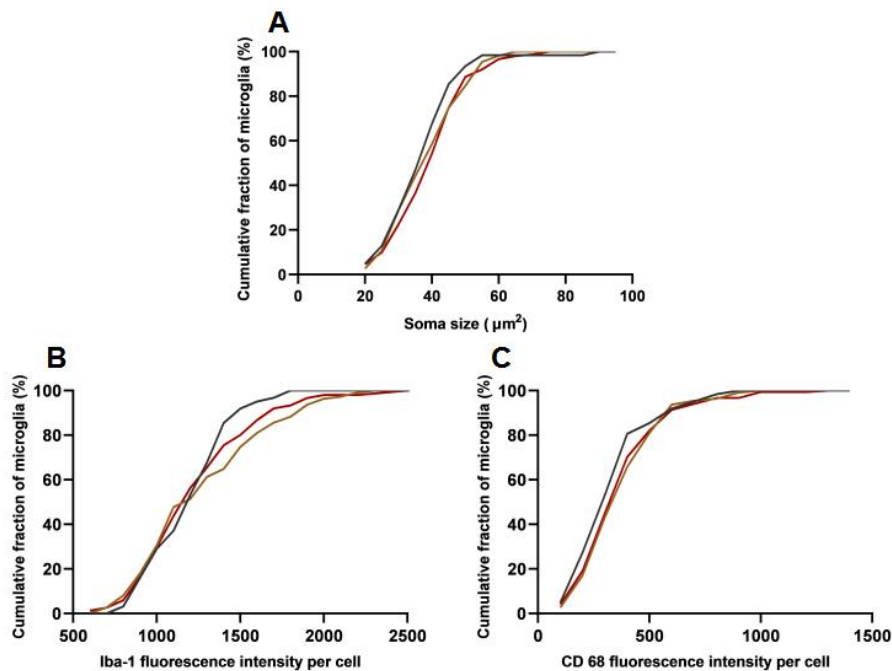 A
Cumulative fraction of microglia (%)
100
80
60
40
20
0
0 20 40 60 80 100
Soma size ( µm²)
B
Cumulative fraction of microglia (%)
100
80
60
40
20
0
500 1000 1500 2000 2500
Iba-1 fluorescence intensity per cell
C
Cumulative fraction of microglia (%)
100
80
60
40
20
0
0 500 1000 1500
CD 68 fluorescence intensity per cell